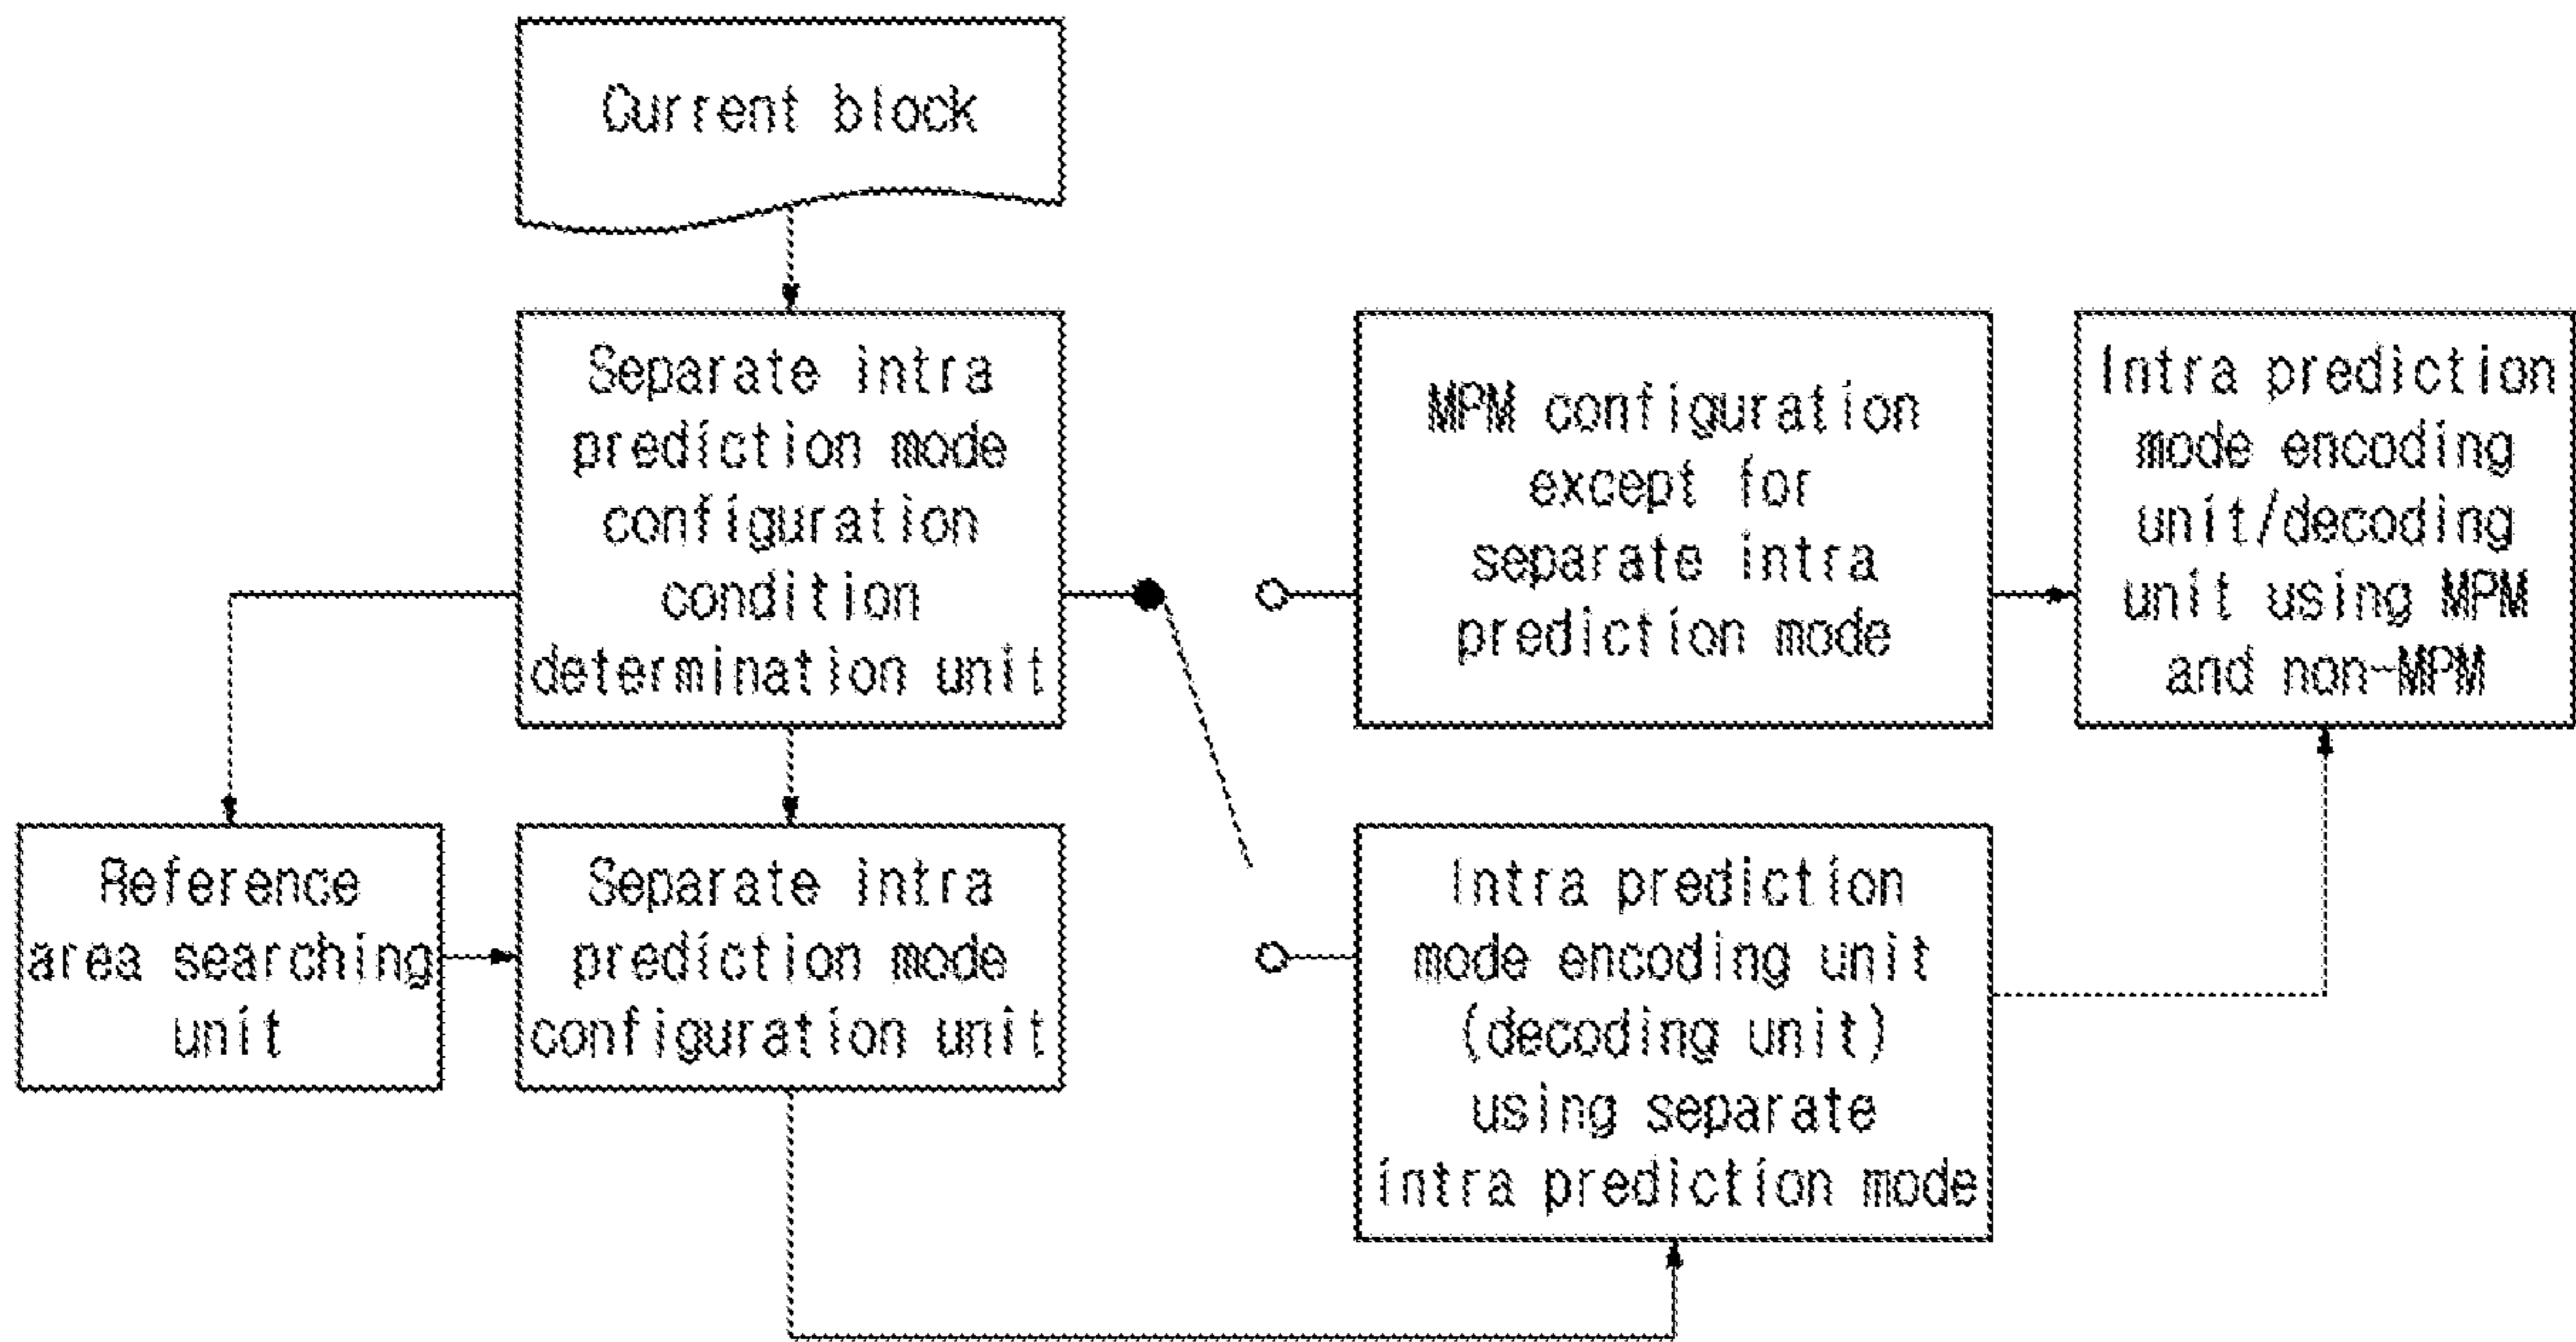 Current block
Separate intra
prediction mode
configuration
condition
determination unit
MPM configuration
except for
separate intra
prediction mode
Intra prediction
mode encoding
unit/decoding
unit using MPM
and non-MPM
Reference
area searching
unit
Separate intra
prediction mode
configuration unit
Intra prediction
mode encoding unit
(decoding unit)
using separate
intra prediction mode